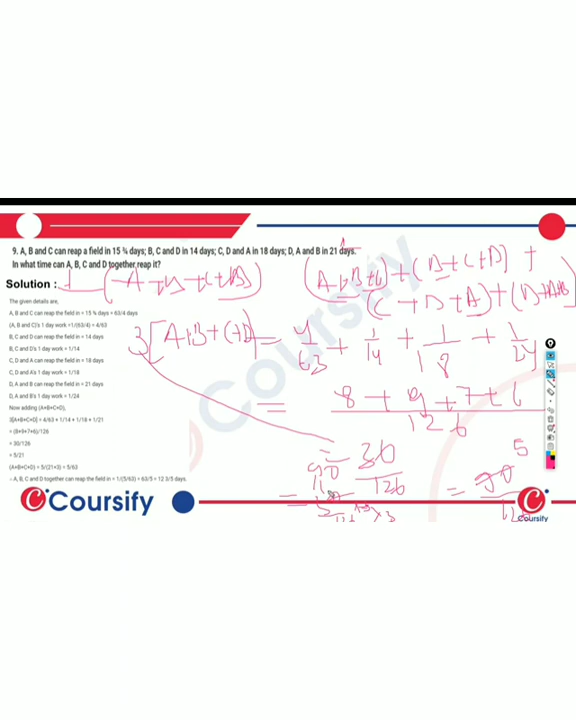 9. A, B and C can reap a field in 15 ¾ days; B, C and D in 14 days; C, D and A in 18 days; D, A and B in 21 days.
In what time can A, B, C and D together reap it?
Solution :
The given details are,
A, B and C can reap the field in = 15 ¾ days = 63/4 days
(A, B and C)'s 1 day work =1/(63/4) = 4/63
B, C and D can reap the field in = 14 days
B, C and D's 1 day work = 1/14
C, D and A can reap the field in = 18 days
C, D and A's 1 day work = 1/18
D, A and B can reap the field in = 21 days
D, A and B's 1 day work = 1/24
Now adding (A+B+C+D),
3[A+B+C+D] = 4/63 + 1/14 + 1/18 + 1/21
= (8+9+7+6)/126
= 30/126
= 5/21
(A+B+C+D) = 5/(21×3) = 5/63
∴ A, B, C and D together can reap the field in = 1/(5/63) = 63/5 = 12 3/5 days.
(A+B+C)+(B+C+D)+
(C+D+A)+(D+A+B)
3[A+B+C+D] = 4/63 + 1/14 + 1/18 + 1/24
= 8+9+7+6
126
30
126
5
Coursify
Coursify
Coursify